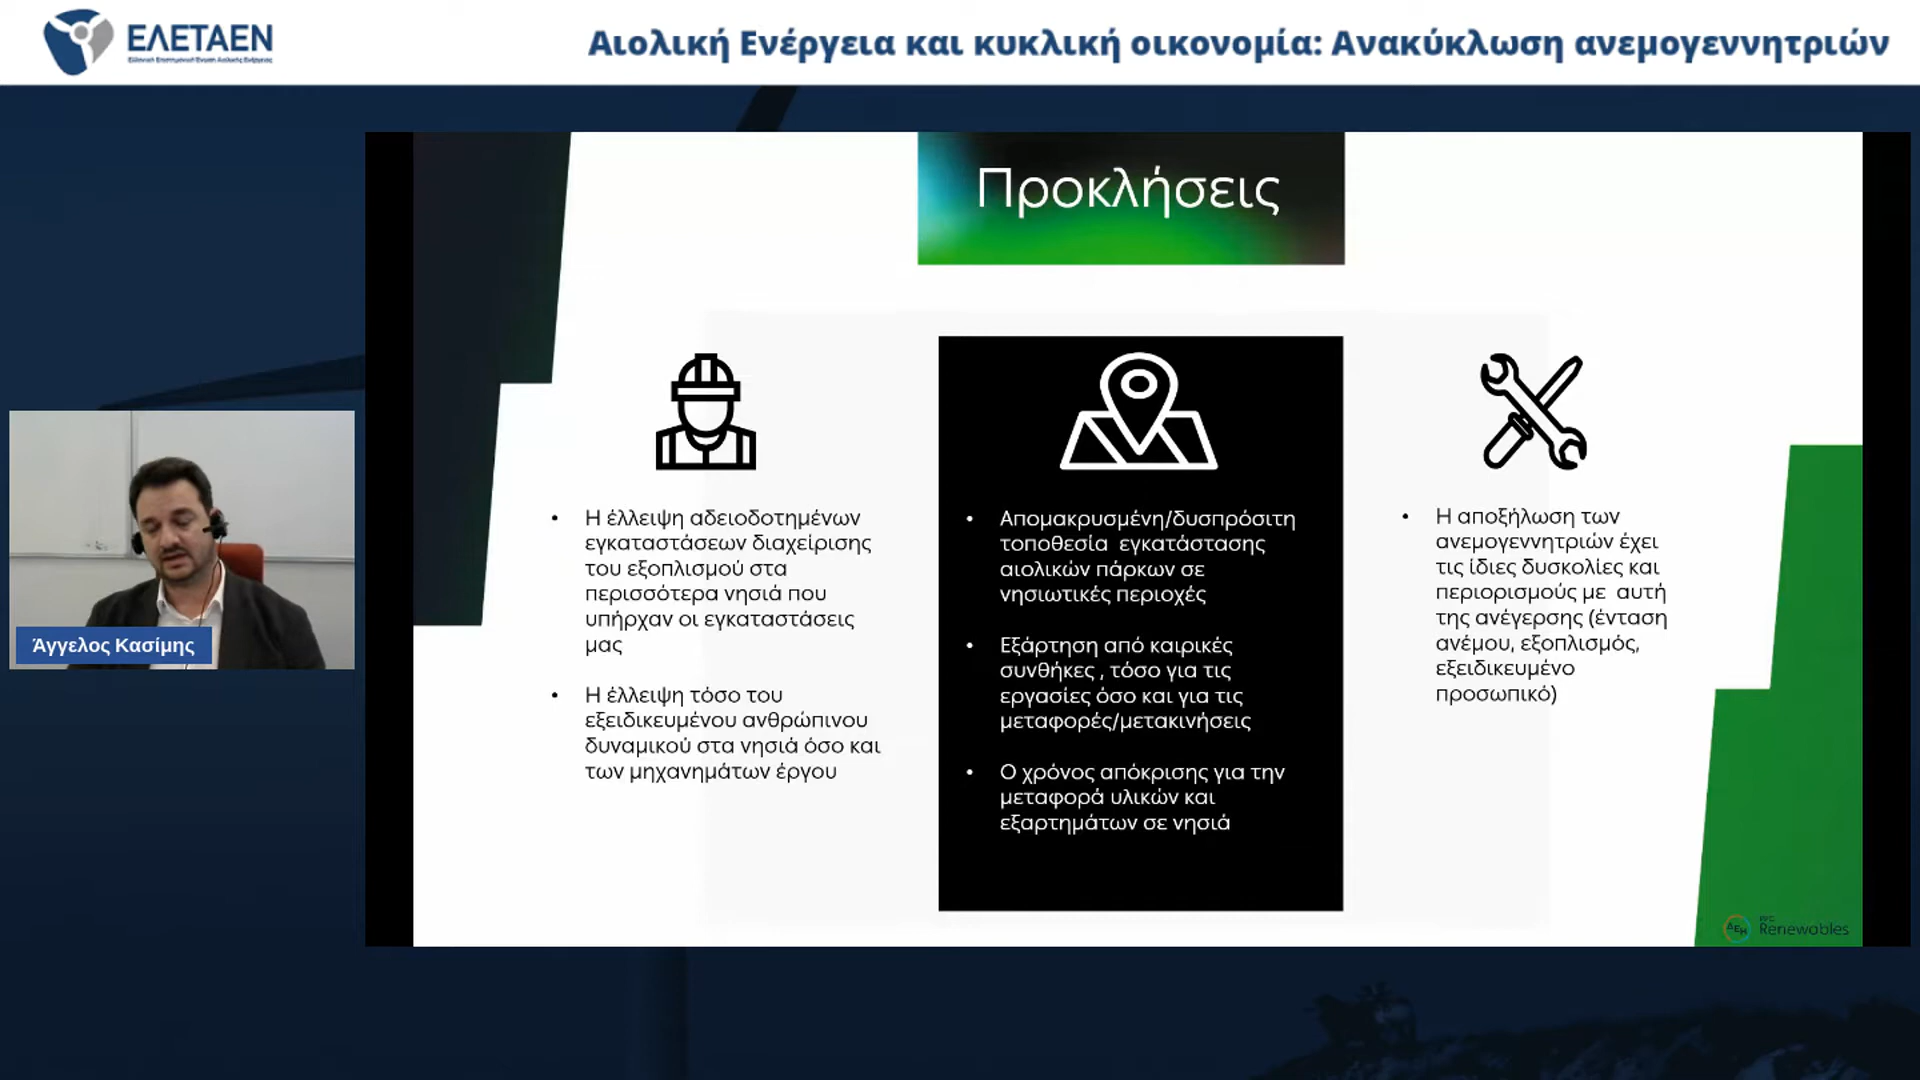 ΕΛΕΤΑΕΝ
Ελληνική Επιστημονική Ένωση Αιολικής Ενέργειας
Αιολική Ενέργεια και κυκλική οικονομία: Ανακύκλωση ανεμογεννητριών
Προκλήσεις
• Η έλλειψη αδειοδοτημένων
εγκαταστάσεων διαχείρισης
του εξοπλισμού στα
περισσότερα νησιά που
υπήρχαν οι εγκαταστάσεις
μας
• Η έλλειψη τόσο του
εξειδικευμένου ανθρώπινου
δυναμικού στα νησιά όσο και
των μηχανημάτων έργου
• Απομακρυσμένη/δυσπρόσιτη
τοποθεσία εγκατάστασης
αιολικών πάρκων σε
νησιωτικές περιοχές
• Εξάρτηση από καιρικές
συνθήκες , τόσο για τις
εργασίες όσο και για τις
μεταφορές/μετακινήσεις
• Ο χρόνος απόκρισης για την
μεταφορά υλικών και
εξαρτημάτων σε νησιά
• Η αποξήλωση των
ανεμογεννητριών έχει
τις ίδιες δυσκολίες και
περιορισμούς με αυτή
της ανέγερσης (ένταση
ανέμου, εξοπλισμός,
εξειδικευμένο
προσωπικό)
Άγγελος Κασίμης
ΔΕΗ
PPC
Renewables